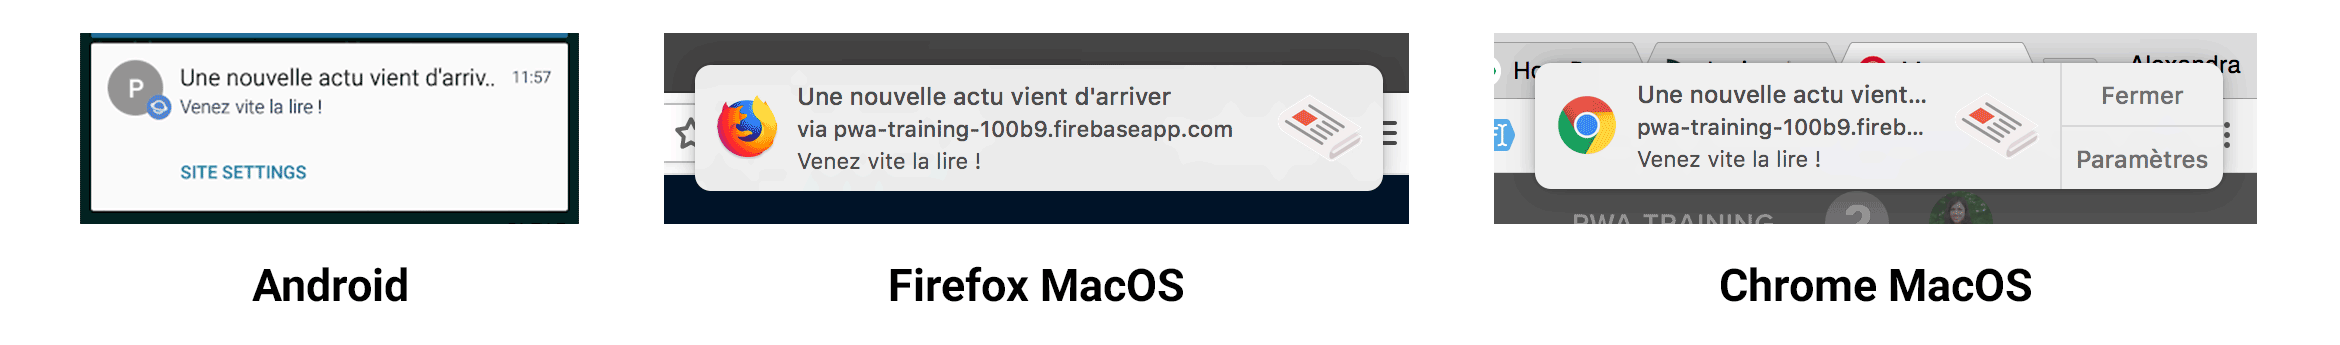 P
Une nouvelle actu vient d'arriv..
11:57
Venez vite la lire !
SITE SETTINGS
Android
Une nouvelle actu vient d'arriver
via pwa-training-100b9.firebaseapp.com
Venez vite la lire !
Firefox MacOS
Une nouvelle actu vient...
pwa-training-100b9.fireb...
Venez vite la lire !
Fermer
Paramètres
PWA TRAINING
?
Chrome MacOS